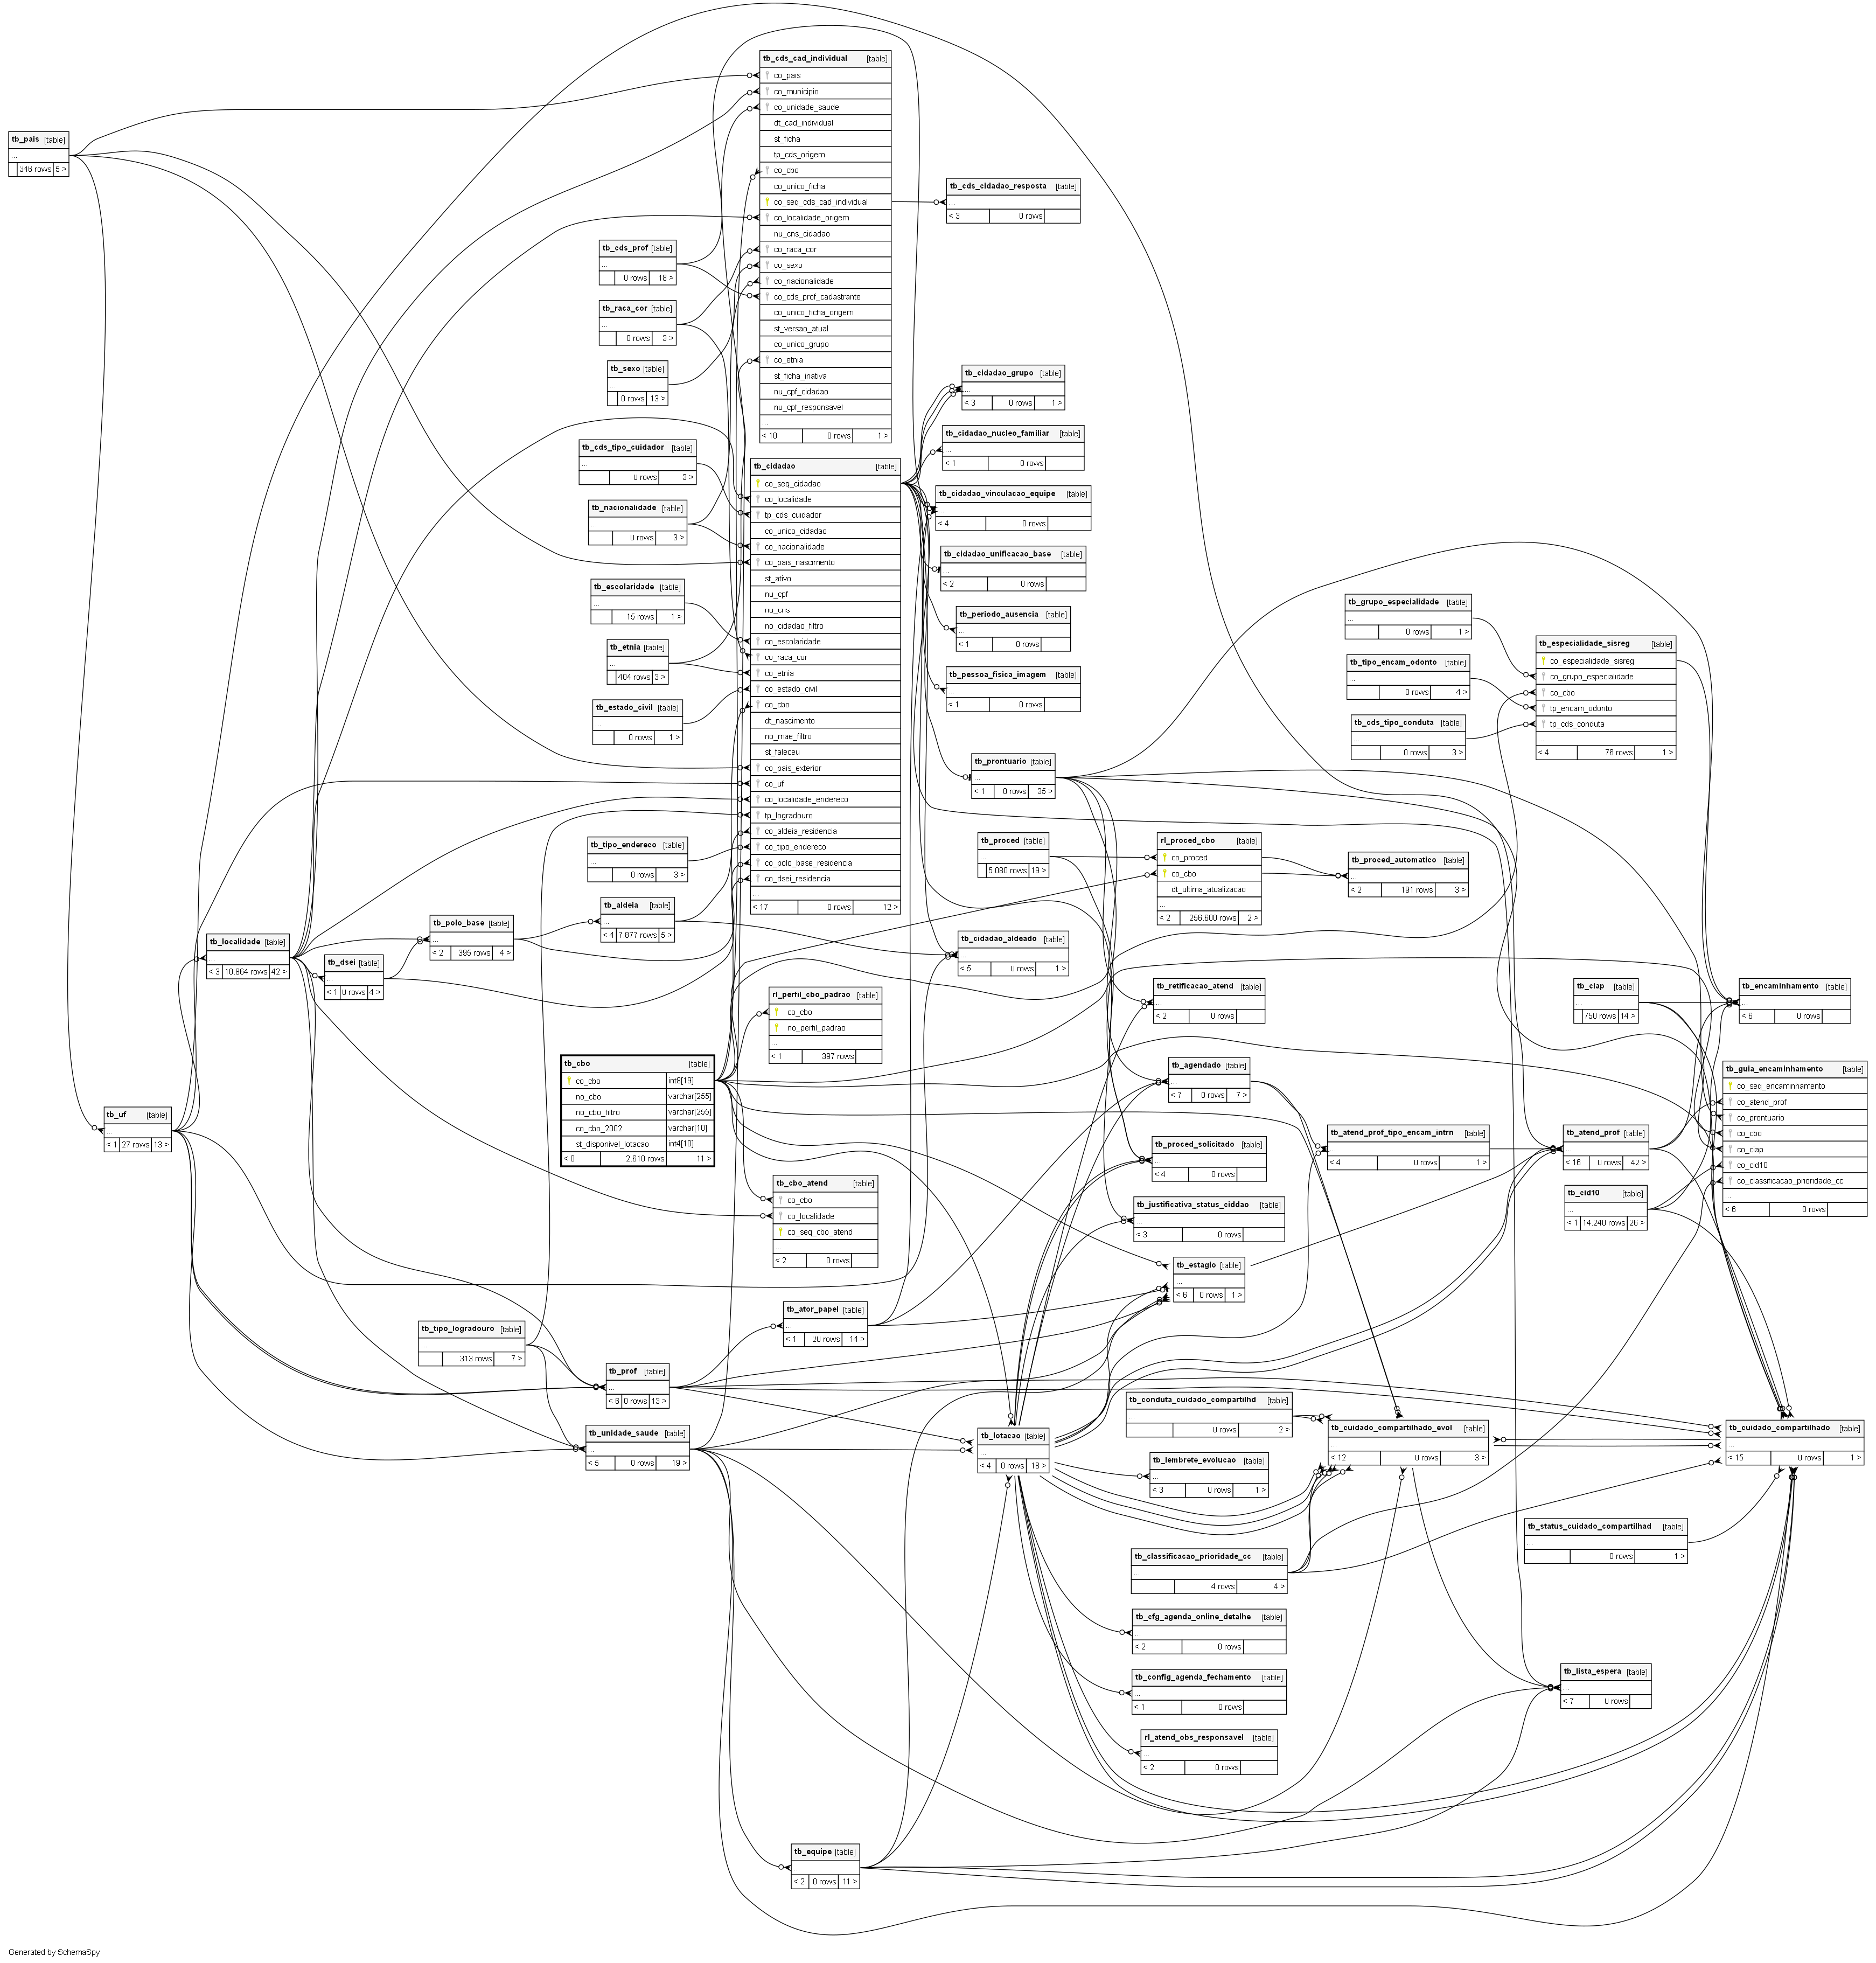 tb_cds_cad_individual [table]
co_pais
co_municipio
co_unidade_saude
dt_cad_individual
st_ficha
tp_cds_origem
co_cbo
co_unico_ficha
co_seq_cds_cad_individual
co_localidade_origem
nu_cns_cidadao
co_raca_cor
co_sexo
co_nacionalidade
co_cds_prof_cadastrante
co_unico_ficha_origem
st_versao_atual
co_unico_grupo
co_etnia
st_ficha_inativa
nu_cpf_cidadao
nu_cpf_responsavel
...
< 10 0 rows 1 >
tb_pais [table]
...
346 rows 5 >
tb_cds_cidadao_resposta [table]
...
< 3 0 rows
tb_cds_prof [table]
...
0 rows 18 >
tb_raca_cor [table]
...
0 rows 3 >
tb_sexo [table]
...
0 rows 13 >
tb_cidadao_grupo [table]
...
< 3 0 rows 1 >
tb_cds_tipo_cuidador [table]
...
0 rows 3 >
tb_nacionalidade [table]
...
0 rows 3 >
tb_escolaridade [table]
...
15 rows 1 >
tb_etnia [table]
...
404 rows 3 >
tb_estado_civil [table]
...
0 rows 1 >
tb_tipo_endereco [table]
...
0 rows 3 >
tb_cidadao [table]
co_seq_cidadao
co_localidade
tp_cds_cuidador
co_unico_cidadao
co_nacionalidade
co_pais_nascimento
st_ativo
nu_cpf
nu_cns
no_cidadao_filtro
co_escolaridade
co_raca_cor
co_etnia
co_estado_civil
co_cbo
dt_nascimento
no_mae_filtro
st_faleceu
co_pais_exterior
co_uf
co_localidade_endereco
tp_logradouro
co_aldeia_residencia
co_tipo_endereco
co_polo_base_residencia
co_dsei_residencia
...
< 17 0 rows 12 >
tb_cidadao_nucleo_familiar [table]
...
< 1 0 rows
tb_cidadao_vinculacao_equipe [table]
...
< 4 0 rows
tb_cidadao_unificacao_base [table]
...
< 2 0 rows
tb_periodo_ausencia [table]
...
< 1 0 rows
tb_pessoa_fisica_imagem [table]
...
< 1 0 rows
tb_prontuario [table]
...
< 1 0 rows 35 >
tb_grupo_especialidade [table]
...
0 rows 1 >
tb_tipo_encam_odonto [table]
...
0 rows 4 >
tb_cds_tipo_conduta [table]
...
0 rows 3 >
tb_especialidade_sisreg [table]
co_especialidade_sisreg
co_grupo_especialidade
co_cbo
tp_encam_odonto
tp_cds_conduta
...
< 4 76 rows 1 >
tb_proced [table]
...
5.080 rows 19 >
rl_proced_cbo [table]
co_proced
co_cbo
dt_ultima_atualizacao
...
< 2 256.600 rows 2 >
tb_proced_automatico [table]
...
< 2 191 rows 3 >
tb_aldeia [table]
...
< 4 7.877 rows 5 >
tb_polo_base [table]
...
< 2 395 rows 4 >
tb_localidade [table]
...
< 3 10.864 rows 42 >
tb_dsei [table]
...
< 1 0 rows 4 >
tb_cidadao_aldeado [table]
...
< 5 0 rows 1 >
rl_perfil_cbo_padrao [table]
co_cbo
no_perfil_padrao
...
< 1 397 rows
tb_retificacao_atend [table]
...
< 2 0 rows
tb_ciap [table]
...
750 rows 14 >
tb_encaminhamento [table]
...
< 6 0 rows
tb_cbo [table]
co_cbo int8[19]
no_cbo varchar[255]
no_cbo_filtro varchar[255]
co_cbo_2002 varchar[10]
st_disponivel_lotacao int4[10]
< 0 2.610 rows 11 >
tb_agendado [table]
...
< 7 0 rows 7 >
tb_guia_encaminhamento [table]
co_seq_encaminhamento
co_atend_prof
co_prontuario
co_cbo
co_ciap
co_cid10
co_classificacao_prioridade_cc
...
< 6 0 rows
tb_uf [table]
...
< 1 27 rows 13 >
tb_proced_solicitado [table]
...
< 4 0 rows
tb_atend_prof_tipo_encam_intrn [table]
...
< 4 0 rows 1 >
tb_atend_prof [table]
...
< 16 0 rows 42 >
tb_cid10 [table]
...
< 1 14.240 rows 26 >
tb_cbo_atend [table]
co_cbo
co_localidade
co_seq_cbo_atend
...
< 2 0 rows
tb_justificativa_status_ciddao [table]
...
< 3 0 rows
tb_estagio [table]
...
< 6 0 rows 1 >
tb_ator_papel [table]
...
< 1 20 rows 14 >
tb_tipo_logradouro [table]
...
313 rows 7 >
tb_prof [table]
...
< 6 0 rows 13 >
tb_unidade_saude [table]
...
< 5 0 rows 19 >
tb_lotacao [table]
...
< 4 0 rows 18 >
tb_conduta_cuidado_compartilhd [table]
...
0 rows 2 >
tb_cuidado_compartilhado_evol [table]
...
< 12 0 rows 3 >
tb_cuidado_compartilhado [table]
...
< 15 0 rows 1 >
tb_lembrete_evolucao [table]
...
< 3 0 rows 1 >
tb_status_cuidado_compartilhad [table]
...
0 rows 1 >
tb_classificacao_prioridade_cc [table]
...
4 rows 4 >
tb_cfg_agenda_online_detalhe [table]
...
< 2 0 rows
tb_config_agenda_fechamento [table]
...
< 1 0 rows
tb_lista_espera [table]
...
< 7 0 rows
rl_atend_obs_responsavel [table]
...
< 2 0 rows
tb_equipe [table]
...
< 2 0 rows 11 >
Generated by SchemaSpy